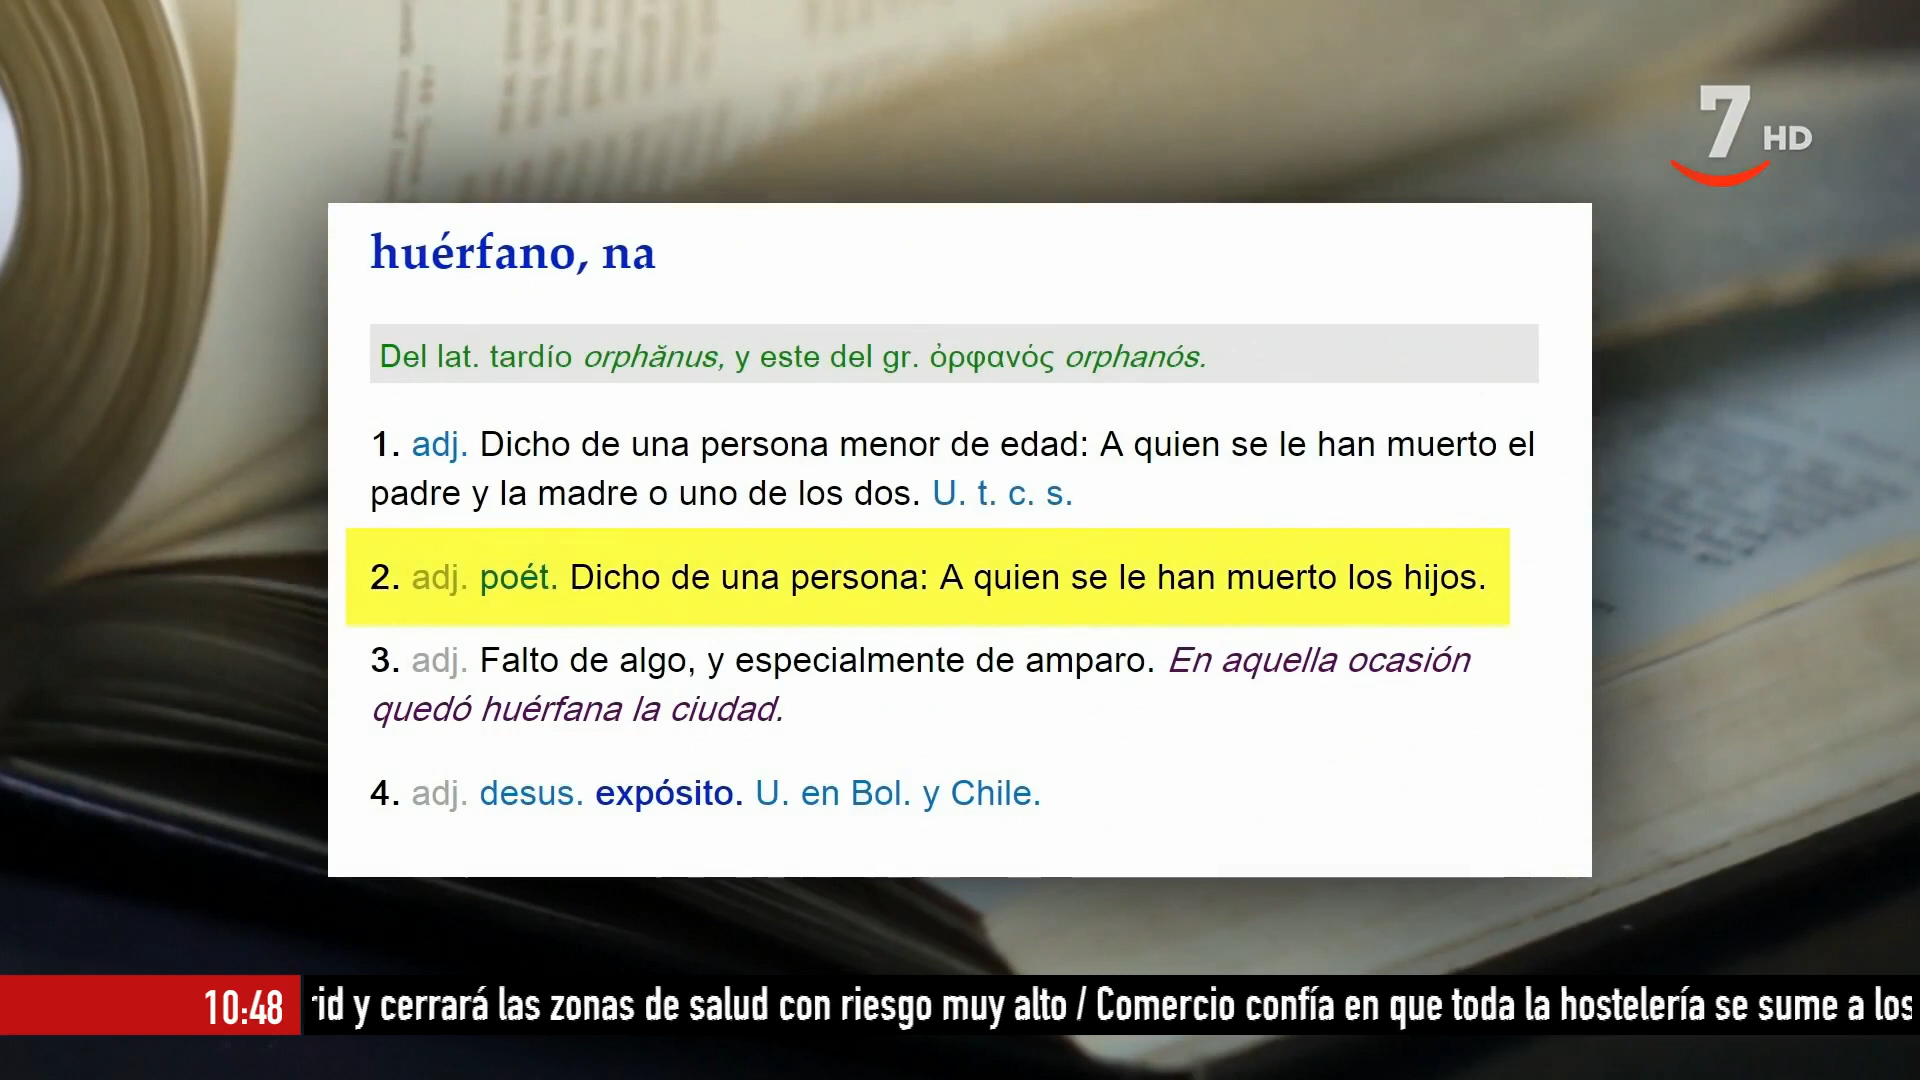 7 HD
huérfano, na
Del lat. tardío orphănus, y este del gr. ὀρφανός orphanós.
1. adj. Dicho de una persona menor de edad: A quien se le han muerto el
padre y la madre o uno de los dos. U. t. c. s.
2. adj. poét. Dicho de una persona: A quien se le han muerto los hijos.
3. adj. Falto de algo, y especialmente de amparo. En aquella ocasión
quedó huérfana la ciudad.
4. adj. desus. expósito. U. en Bol. y Chile.
10:48 rid y cerrará las zonas de salud con riesgo muy alto / Comercio confía en que toda la hostelería se sume a los